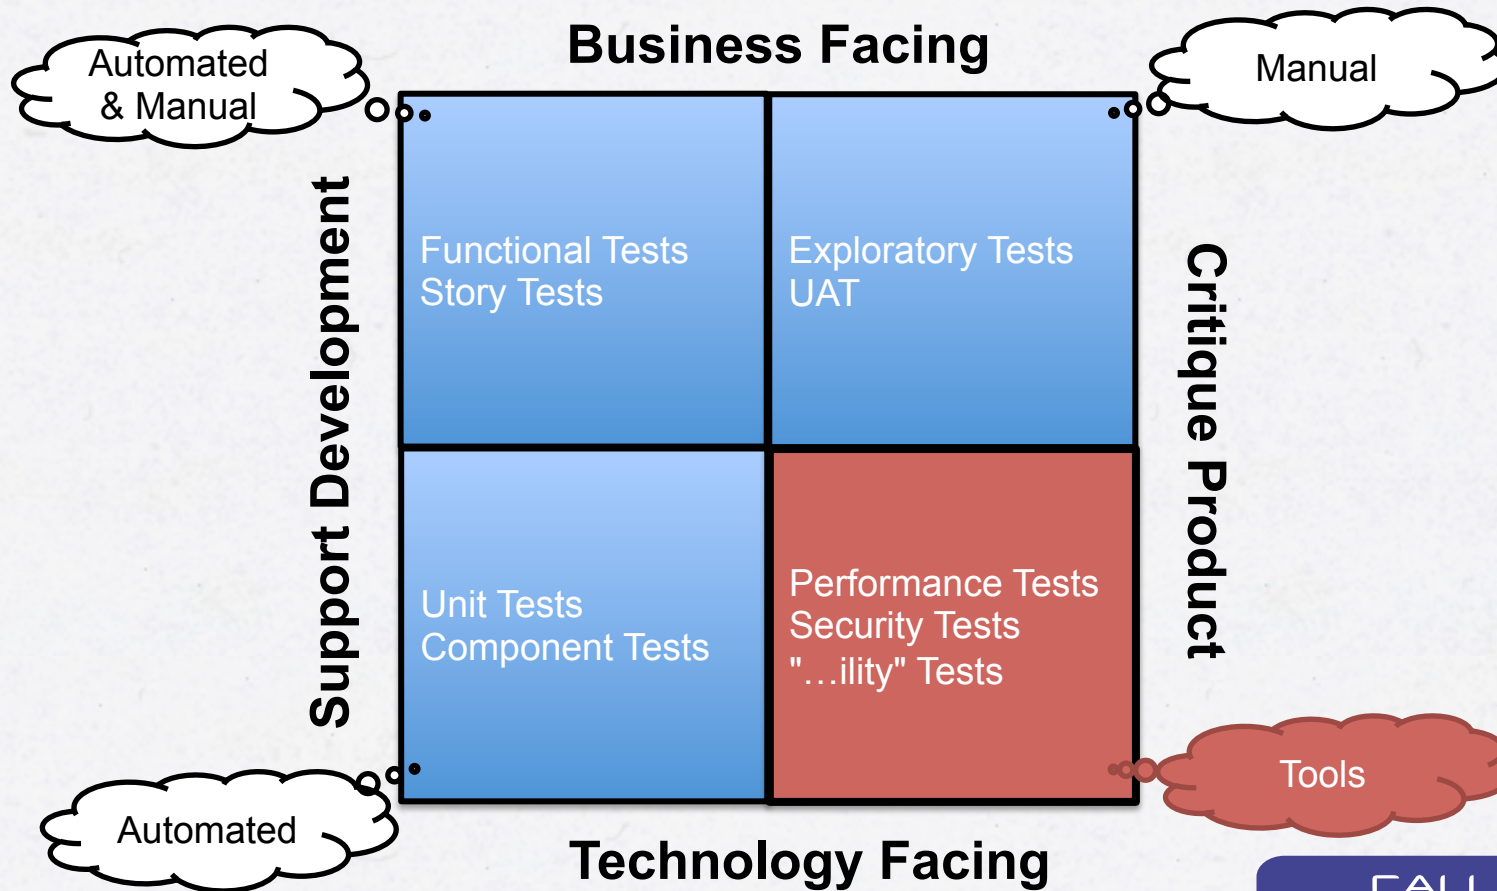 Business Facing
Automated
& Manual
Manual
Support Development
Functional Tests
Story Tests
Exploratory Tests
UAT
Critique Product
Unit Tests
Component Tests
Performance Tests
Security Tests
"…ility" Tests
Tools
Automated
Technology Facing